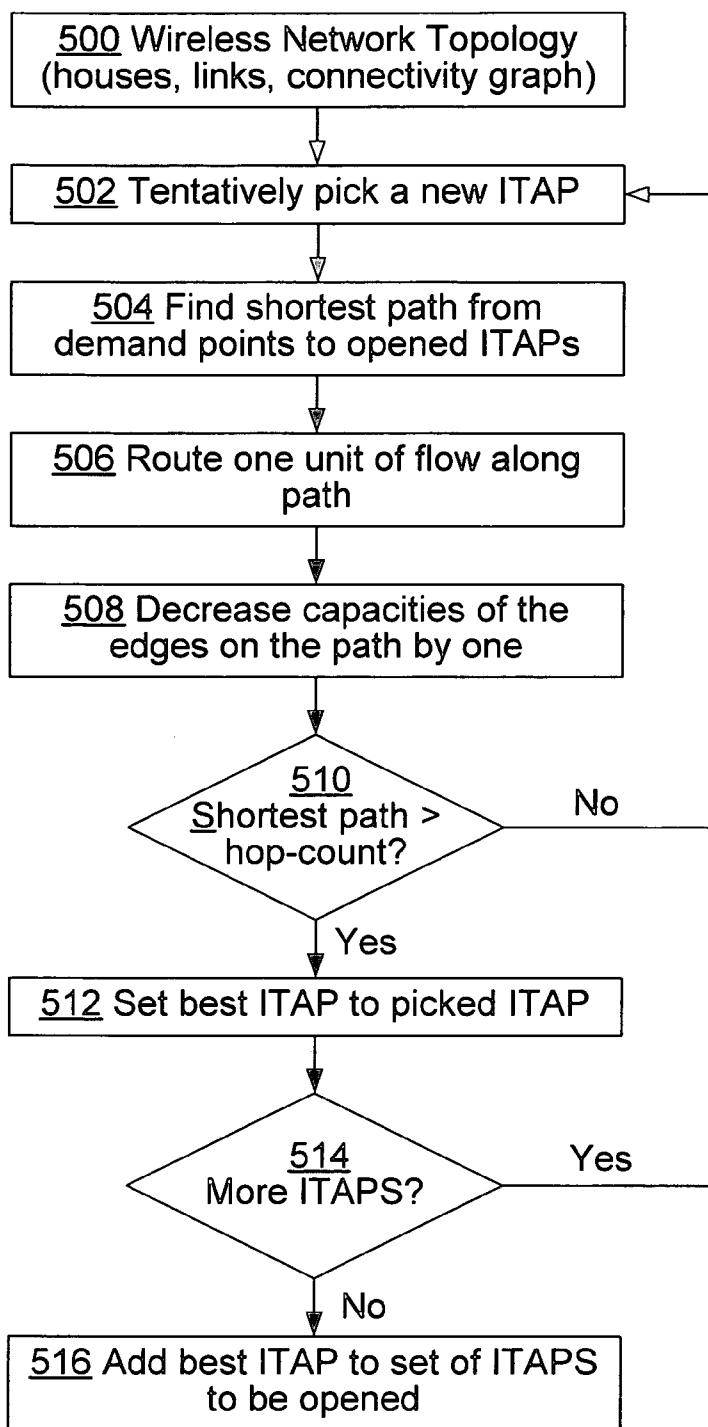 500 Wireless Network Topology
(houses, links, connectivity graph)
502 Tentatively pick a new ITAP
504 Find shortest path from
demand points to opened ITAPs
506 Route one unit of flow along
path
508 Decrease capacities of the
edges on the path by one
510
Shortest path >
hop-count?
No
Yes
512 Set best ITAP to picked ITAP
514
More ITAPS?
Yes
No
516 Add best ITAP to set of ITAPS
to be opened